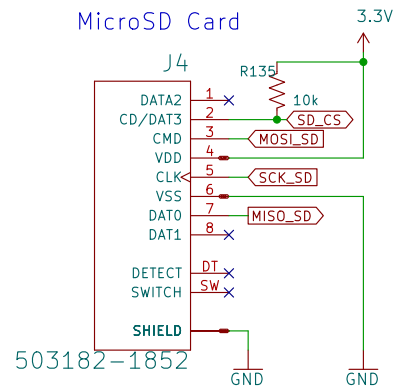 MicroSD Card
3.3V
J4
R135
10k
DATA2 1
CD/DAT3 2 SD_CS
CMD 3 MOSI_SD
VDD 4
CLK 5 SCK_SD
VSS 6
DAT0 7 MISO_SD
DAT1 8
DETECT DT
SWITCH SW
SHIELD
503182-1852
GND
GND